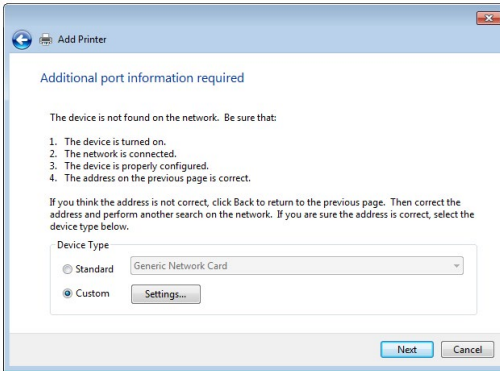 Add Printer
Additional port information required
The device is not found on the network.  Be sure that:
1.  The device is turned on.
2.  The network is connected.
3.  The device is properly configured.
4.  The address on the previous page is correct.
If you think the address is not correct, click Back to return to the previous page.  Then correct the
address and perform another search on the network.  If you are sure the address is correct, select the
device type below.
Device Type
Standard Generic Network Card
Custom Settings...
Next Cancel